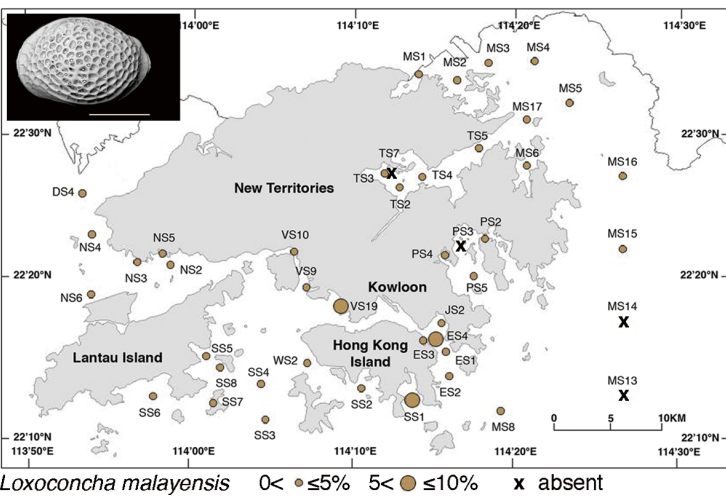 114°00'E 114°10'E 114°20'E 114°30'E
MS1 MS2 MS3 MS4
MS5
MS17
22°30'N 22°30'N
TS5
TS7 MS6 MS16
TS3 TS4
New Territories
DS4 TS2
PS2
NS4 NS5 VS10 PS3 MS15
PS4
NS3 NS2 VS9
22°20'N 22°20'N
Kowloon PS5
NS6 VS19 JS2 MS14
ES4
Hong Kong
Lantau Island SS5 WS2 Island ES3 ES1
SS8 SS4 ES2 MS13
SS6 SS7 SS2 SS1
SS3 MS8 0 5 10KM
22°10'N 22°10'N
113°50'E 114°00'E 114°10'E 114°20'E 114°30'E
Loxoconcha malayensis 0< ≤5% 5< ≤10% x absent